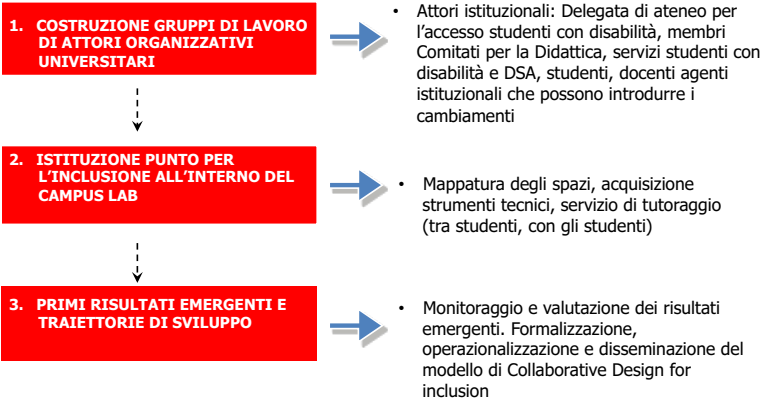 1. COSTRUZIONE GRUPPI DI LAVORO
DI ATTORI ORGANIZZATIVI
UNIVERSITARI
• Attori istituzionali: Delegata di ateneo per
l'accesso studenti con disabilità, membri
Comitati per la Didattica, servizi studenti con
disabilità e DSA, studenti, docenti agenti
istituzionali che possono introdurre i
cambiamenti
2. ISTITUZIONE PUNTO PER
L'INCLUSIONE ALL'INTERNO DEL
CAMPUS LAB
• Mappatura degli spazi, acquisizione
strumenti tecnici, servizio di tutoraggio
(tra studenti, con gli studenti)
3. PRIMI RISULTATI EMERGENTI E
TRAIETTORIE DI SVILUPPO
• Monitoraggio e valutazione dei risultati
emergenti. Formalizzazione,
operazionalizzazione e disseminazione del
modello di Collaborative Design for
inclusion